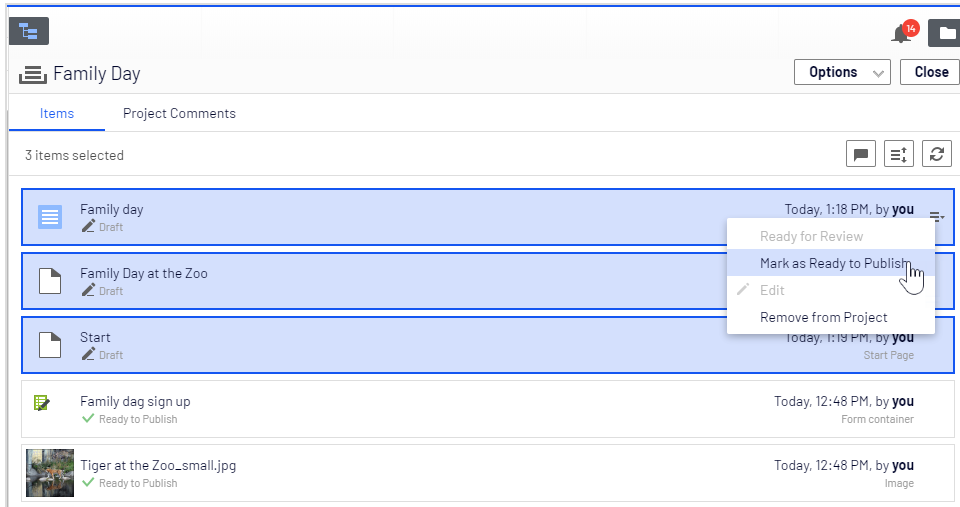 14
Family Day
Options
Close
Items
Project Comments
3 items selected
Family day
Today, 1:18 PM, by you
Draft
Ready for Review
Mark as Ready to Publish
Edit
Remove from Project
Family Day at the Zoo
Draft
Start
Today, 1:19 PM, by you
Draft
Start Page
Family dag sign up
Today, 12:48 PM, by you
Ready to Publish
Form container
Tiger at the Zoo_small.jpg
Today, 12:48 PM, by you
Ready to Publish
Image